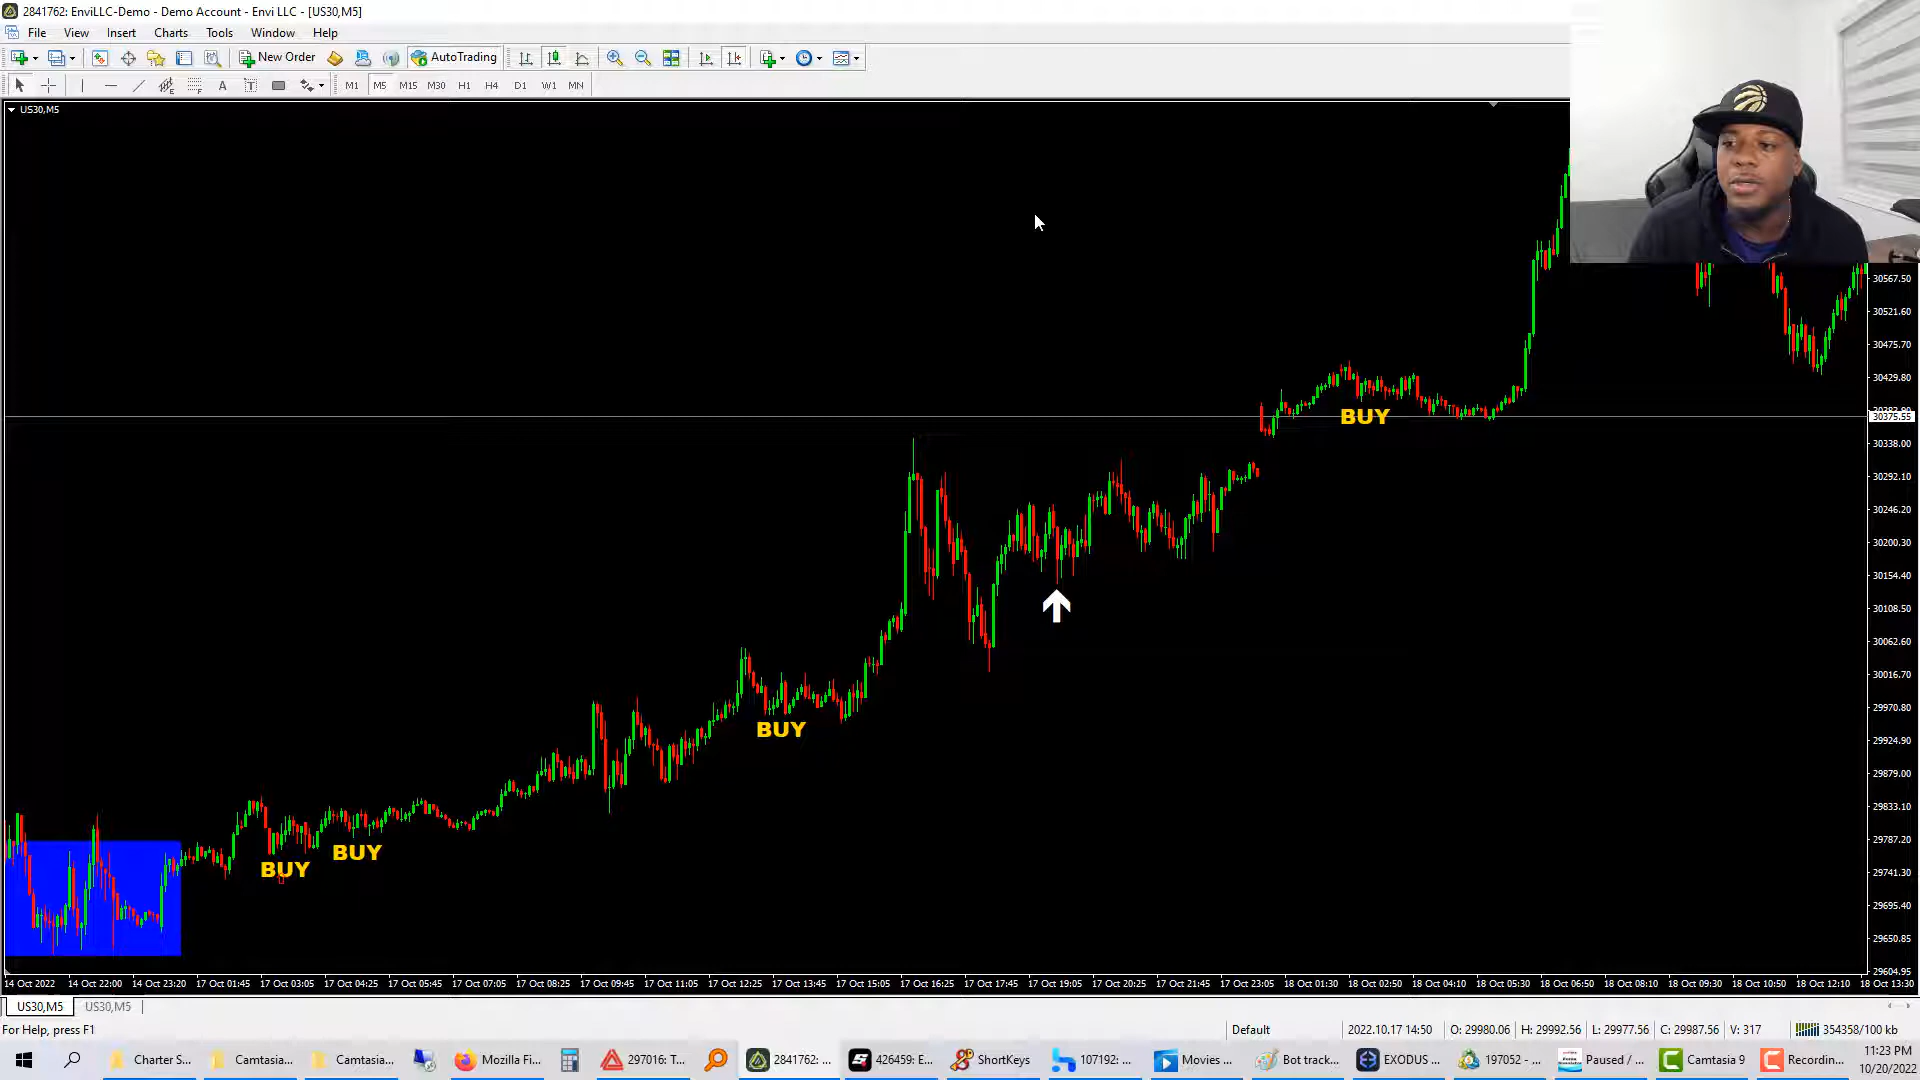 2841762: EnviLLC-Demo - Demo Account - Envi LLC - [US30,M5]
File View Insert Charts Tools Window Help
New Order AutoTrading
A T M1 M5 M15 M30 H1 H4 D1 W1 MN
US30,M5
30567.50
30521.60
30475.70
30429.80
30375.55
30338.00
30292.10
30246.20
30200.30
30154.40
30108.50
30062.60
30016.70
29970.80
29924.90
29879.00
29833.10
29787.20
29741.30
29695.40
29650.85
29604.95
BUY
BUY
BUY
BUY
14 Oct 2022 14 Oct 22:00 14 Oct 23:20 17 Oct 01:45 17 Oct 03:05 17 Oct 04:25 17 Oct 05:45 17 Oct 07:05 17 Oct 08:25 17 Oct 09:45 17 Oct 11:05 17 Oct 12:25 17 Oct 13:45 17 Oct 15:05 17 Oct 16:25 17 Oct 17:45 17 Oct 19:05 17 Oct 20:25 17 Oct 21:45 17 Oct 23:05 18 Oct 01:30 18 Oct 02:50 18 Oct 04:10 18 Oct 05:30 18 Oct 06:50 18 Oct 08:10 18 Oct 09:30 18 Oct 10:50 18 Oct 12:10 18 Oct 13:30
US30,M5 US30,M5
For Help, press F1 Default 2022.10.17 14:50 O: 29980.06 H: 29992.56 L: 29977.56 C: 29987.56 V: 317 354358/100 kb
Charter S... Camtasia... Camtasia... Mozilla Fi... 297016: T... 2841762: ... 426459: E... ShortKeys 107192: ... Movies ... Bot track... EXODUS ... 197052 - ... Paused / ... Camtasia 9 Recordin... 11:23 PM
10/20/2022